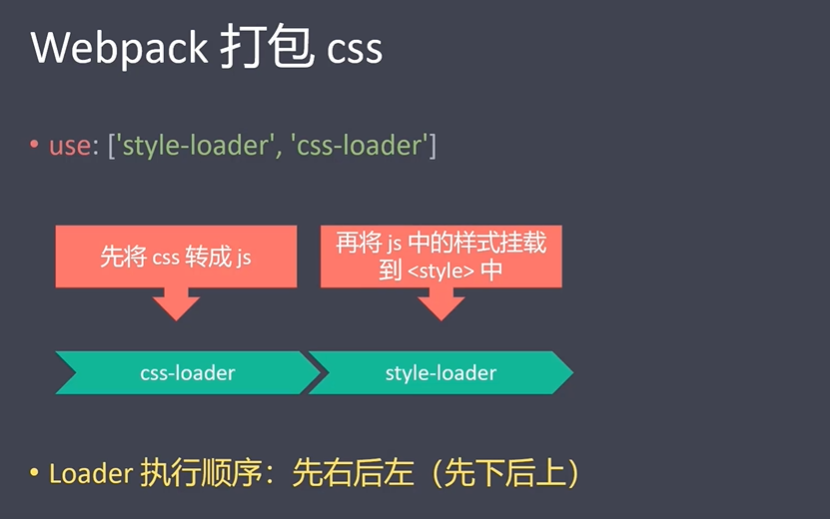 Webpack 打包 css
• use: ['style-loader', 'css-loader']
先将 css 转成 js
再将 js 中的样式挂载
到 <style> 中
css-loader
style-loader
• Loader 执行顺序：先右后左（先下后上）